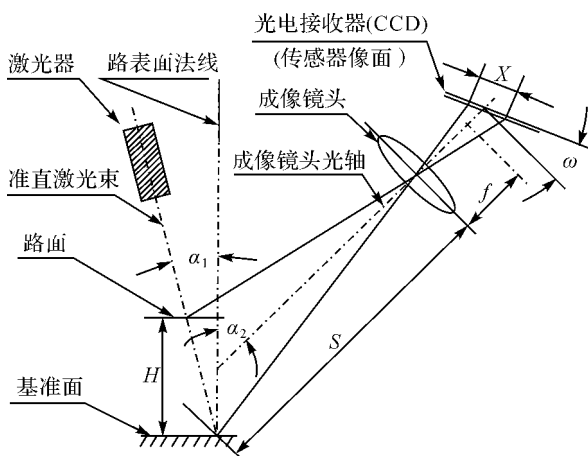 光电接收器(CCD)
(传感器像面)
激光器
路表面法线
X
成像镜头
ω
准直激光束
成像镜头光轴
f
路面
α₁
α₂
S
H
基准面